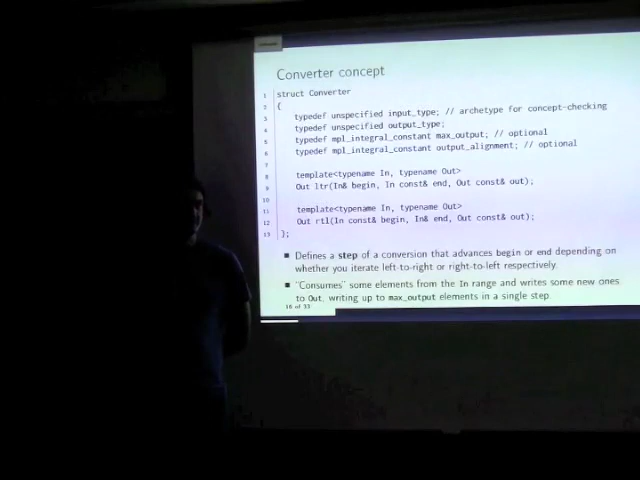 Converter concept
1 struct Converter
2 {
3 typedef unspecified input_type; // archetype for concept-checking
4 typedef unspecified output_type;
5 typedef mpl_integral_constant max_output; // optional
6 typedef mpl_integral_constant output_alignment; // optional
7
8 template<typename In, typename Out>
9 Out ltr(In& begin, In const& end, Out const& out);
10
11 template<typename In, typename Out>
12 Out rtl(In const& begin, In& end, Out const& out);
13 };
Defines a step of a conversion that advances begin or end depending on
whether you iterate left-to-right or right-to-left respectively.
"Consumes" some elements from the In range and writes some new ones
to Out, writing up to max_output elements in a single step
16 of 33